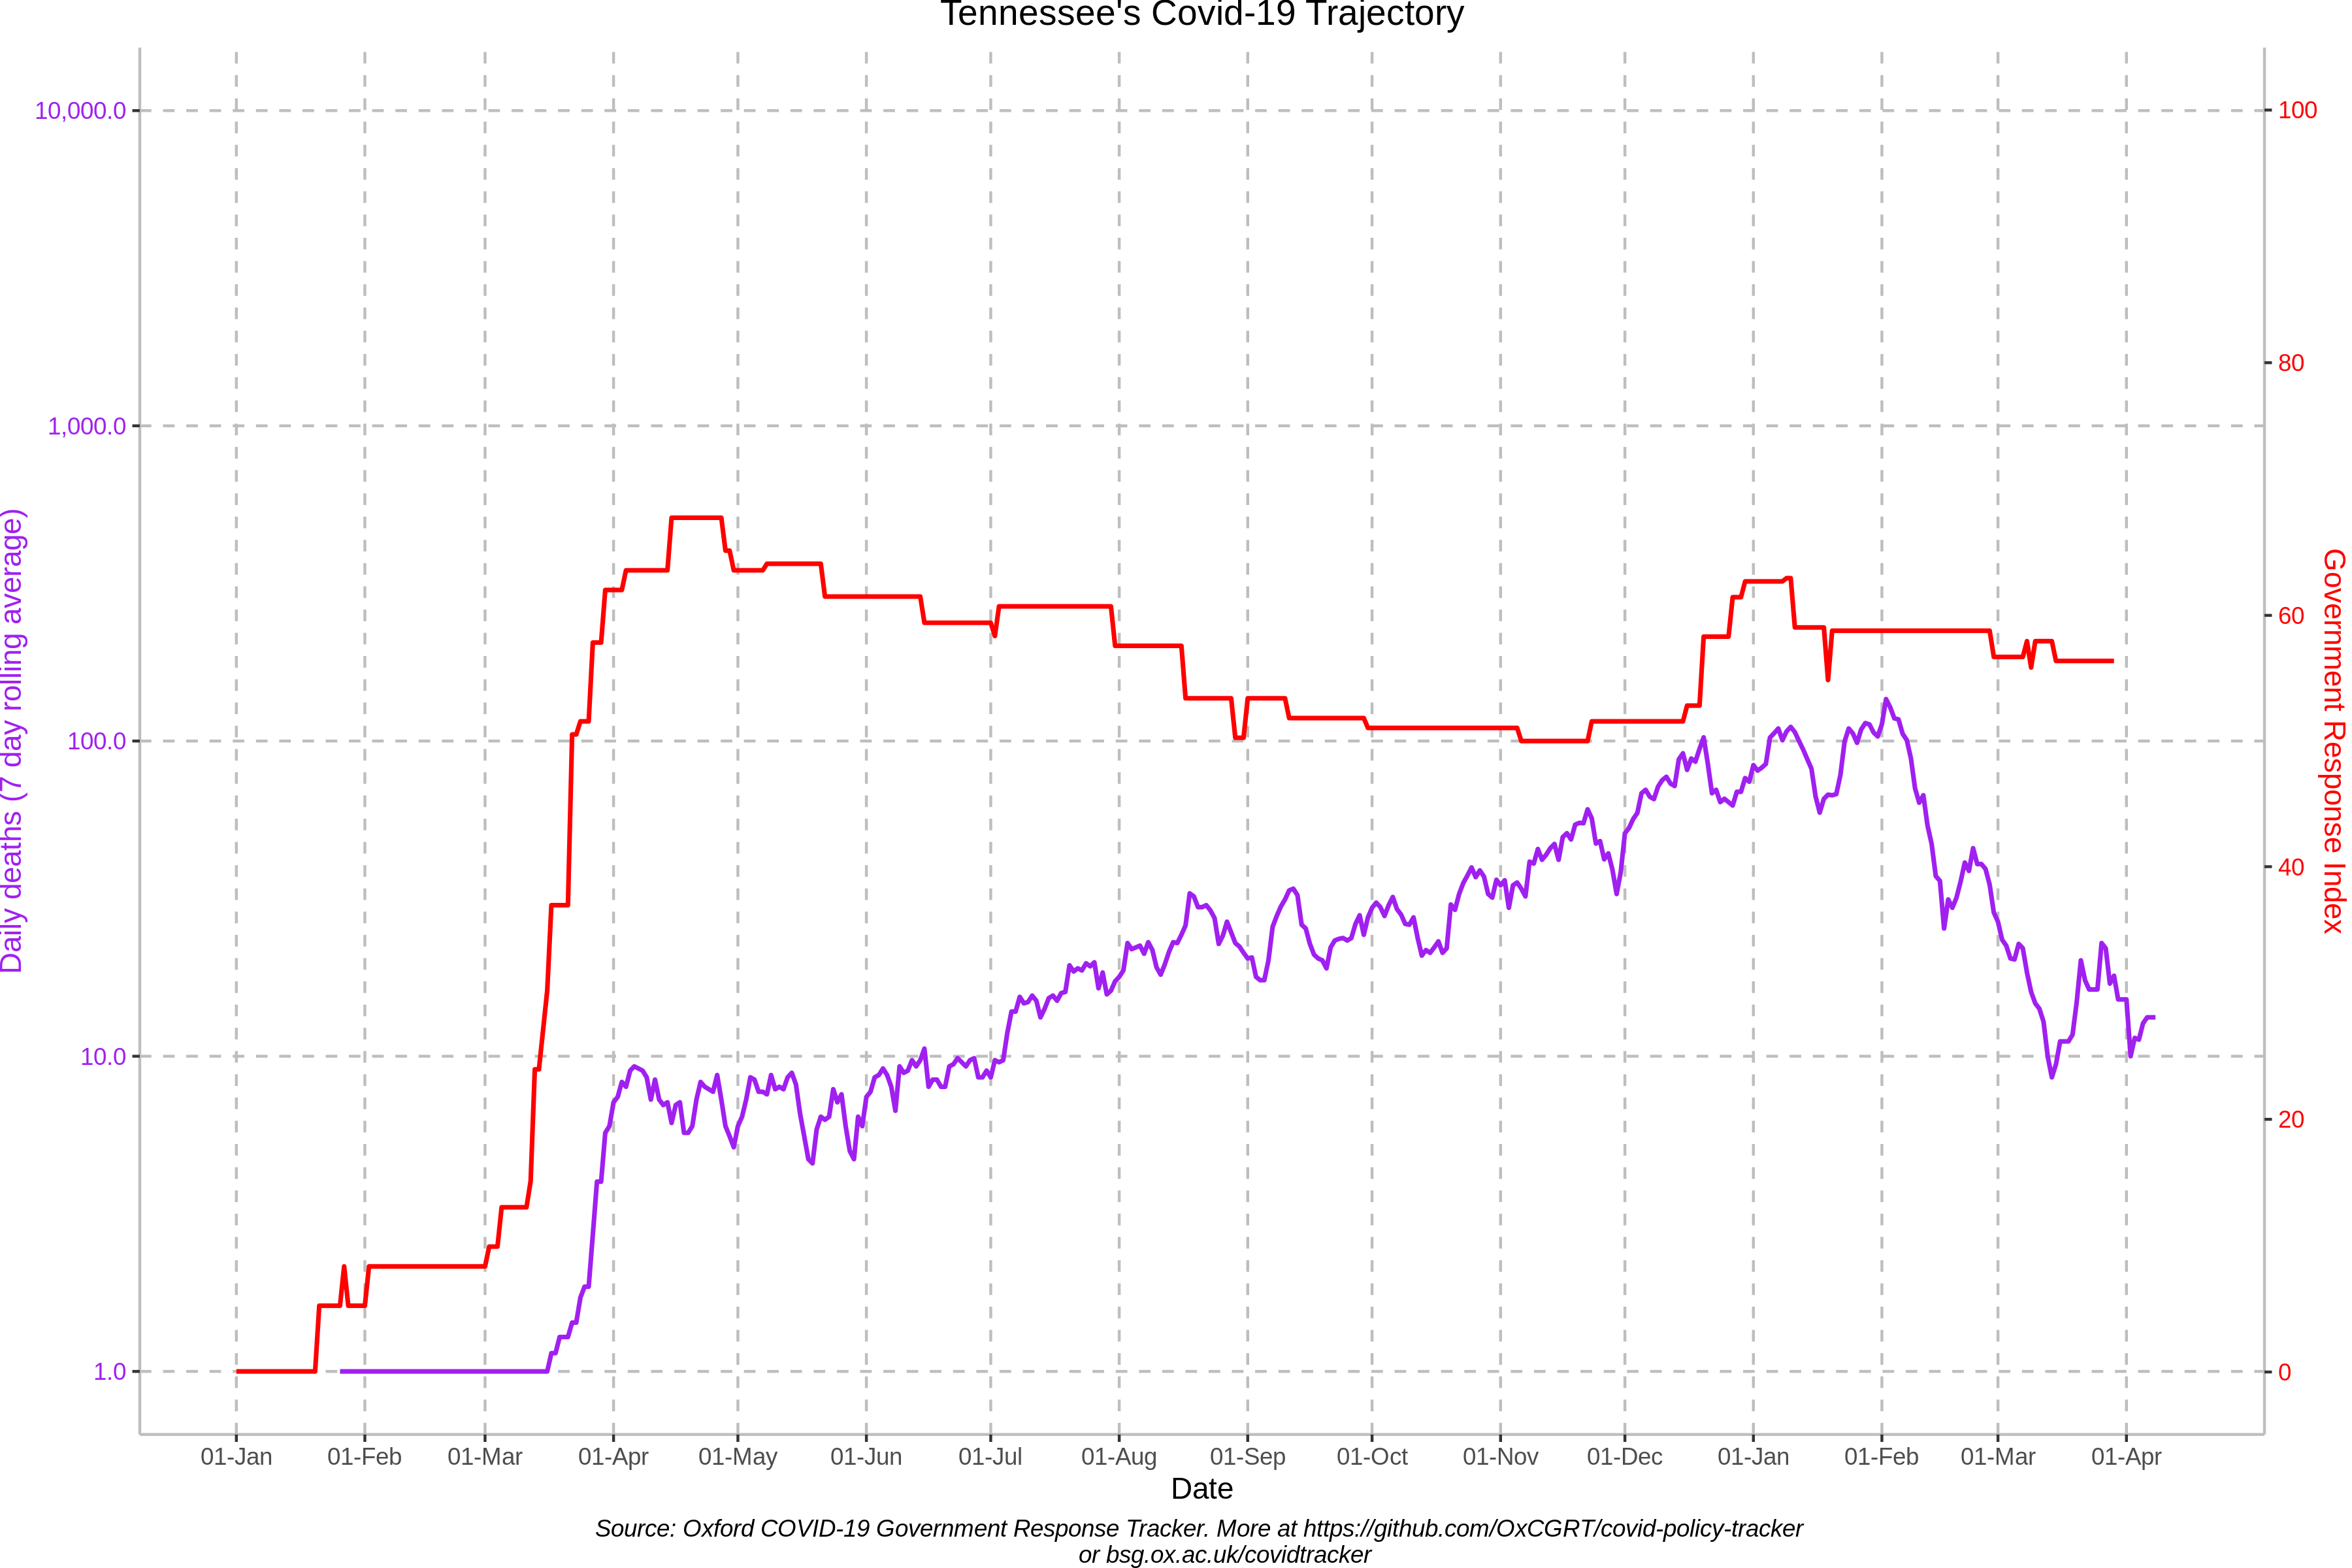 Tennessee's Covid-19 Trajectory
10,000.0
1,000.0
100.0
10.0
1.0
Daily deaths (7 day rolling average)
100
80
60
40
20
0
Government Response Index
01-Jan 01-Feb 01-Mar 01-Apr 01-May 01-Jun 01-Jul 01-Aug 01-Sep 01-Oct 01-Nov 01-Dec 01-Jan 01-Feb 01-Mar 01-Apr
Date
Source: Oxford COVID-19 Government Response Tracker. More at https://github.com/OxCGRT/covid-policy-tracker
or bsg.ox.ac.uk/covidtracker